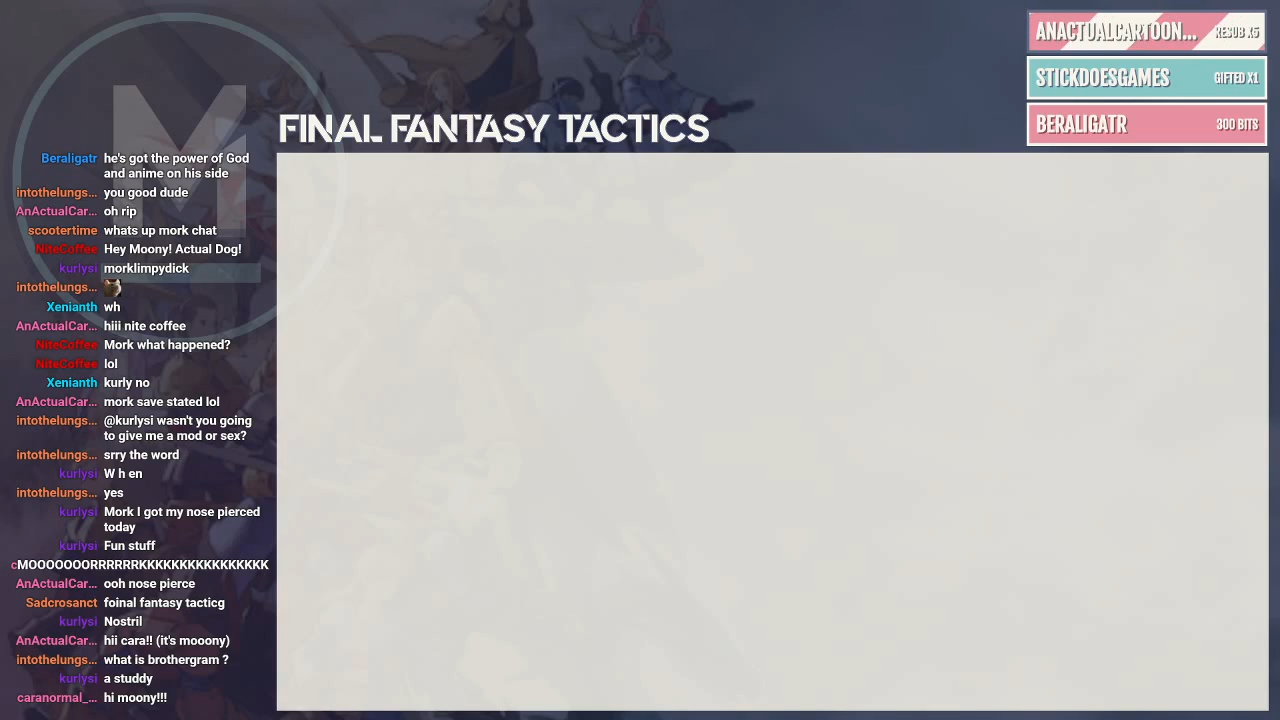 ANACTUALCARTOON... RESUB X5
STICKDOESGAMES GIFTED X1
BERALIGATR 300 BITS
FINAL FANTASY TACTICS
M
Beraligatr he's got the power of God
and anime on his side
intothelungs... you good dude
AnActualCar... oh rip
scootertime whats up mork chat
NiteCoffee Hey Moony! Actual Dog!
kurlysi morklimpydick
intothelungs...
Xenianth wh
AnActualCar... hiii nite coffee
NiteCoffee Mork what happened?
NiteCoffee lol
Xenianth kurly no
AnActualCar... mork save stated lol
intothelungs... @kurlysi wasn't you going
to give me a mod or sex?
intothelungs... srry the word
kurlysi W h en
intothelungs... yes
kurlysi Mork I got my nose pierced
today
kurlysi Fun stuff
cMOOOOOOORRRRRRKKKKKKKKKKKKKKKK
AnActualCar... ooh nose pierce
Sadcrosanct foinal fantasy tacticg
kurlysi Nostril
AnActualCar... hii cara!! (it's mooony)
intothelungs... what is brothergram ?
kurlysi a studdy
caranormal_... hi moony!!!